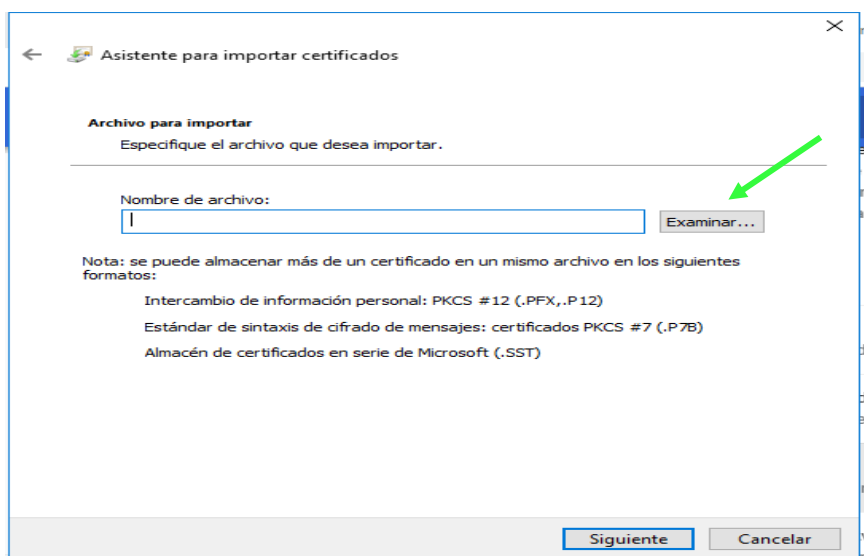 Asistente para importar certificados
Archivo para importar
Especifique el archivo que desea importar.
Nombre de archivo:
Examinar...
Nota: se puede almacenar más de un certificado en un mismo archivo en los siguientes
formatos:
Intercambio de información personal: PKCS #12 (.PFX,.P12)
Estándar de sintaxis de cifrado de mensajes: certificados PKCS #7 (.P7B)
Almacén de certificados en serie de Microsoft (.SST)
Siguiente
Cancelar